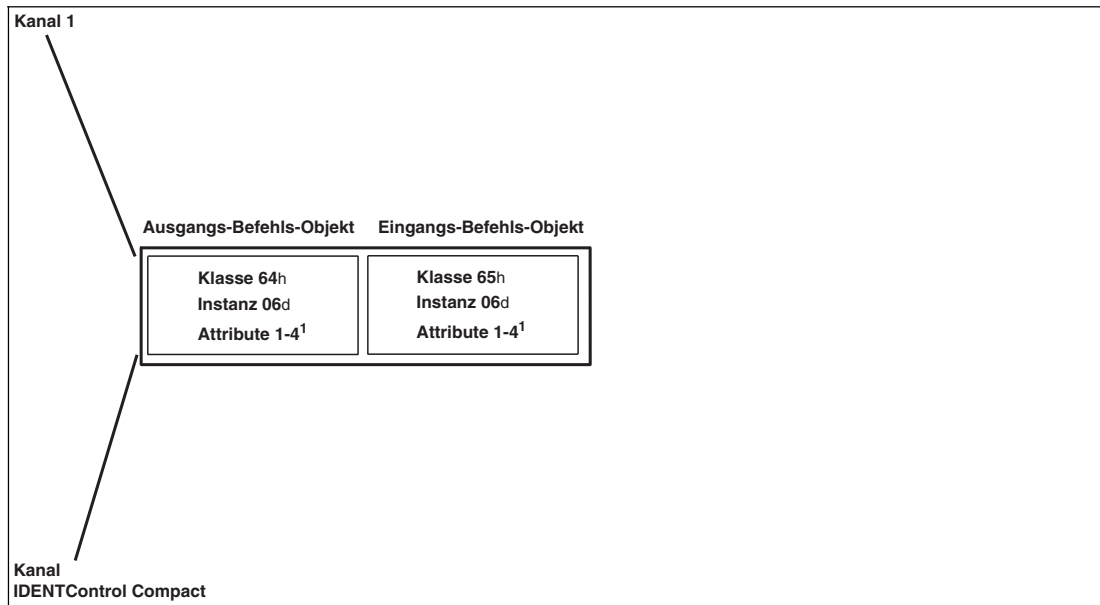 Kanal 1
Ausgangs-Befehls-Objekt
Eingangs-Befehls-Objekt
Klasse 64h
Instanz 06d
Attribute 1-4¹
Klasse 65h
Instanz 06d
Attribute 1-4¹
Kanal
IDENTControl Compact